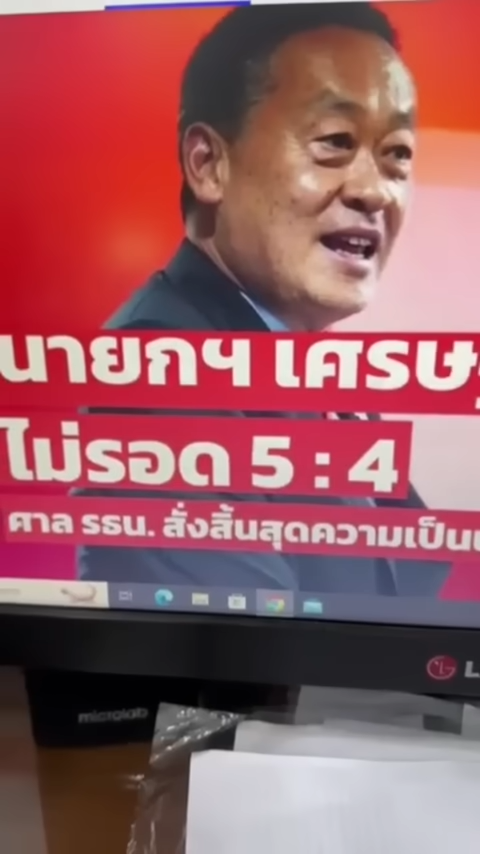 นายกฯ เศรษ
ไม่รอด 5 : 4
ศาล รธน. สั่งสิ้นสุดความเป็น
microlab